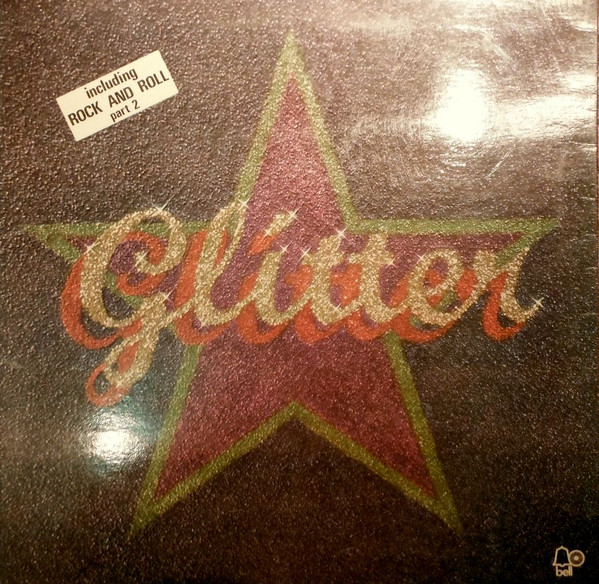 including
ROCK AND ROLL
part 2
Glitter
bell